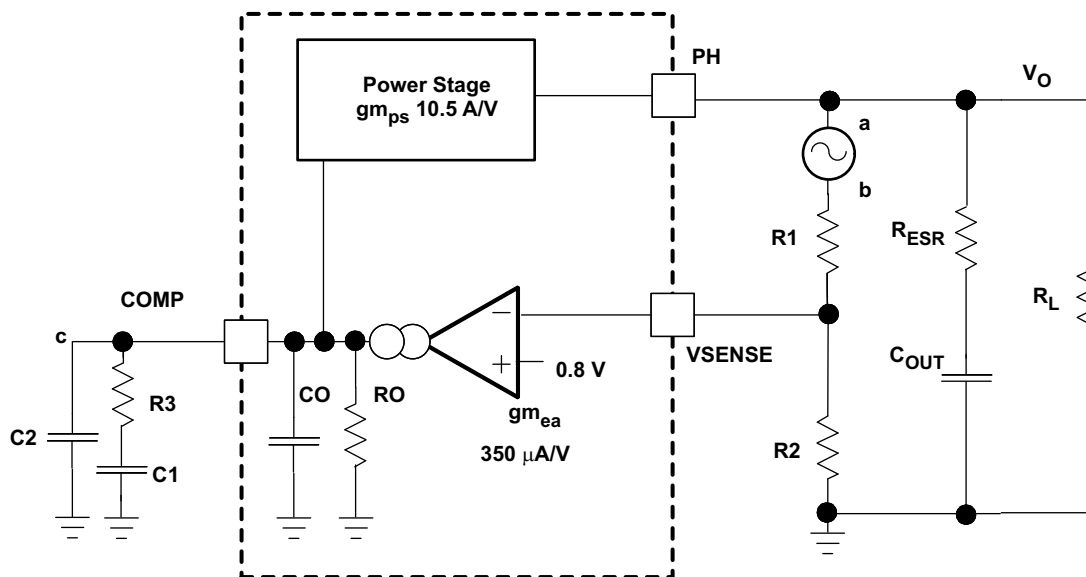 PH
Power Stage
gm_ps 10.5 A/V
V_O
a
b
R1
R_ESR
COMP
R_L
c
VSENSE
0.8 V
C_OUT
CO
RO
R3
gm_ea
C2
R2
350 μA/V
C1